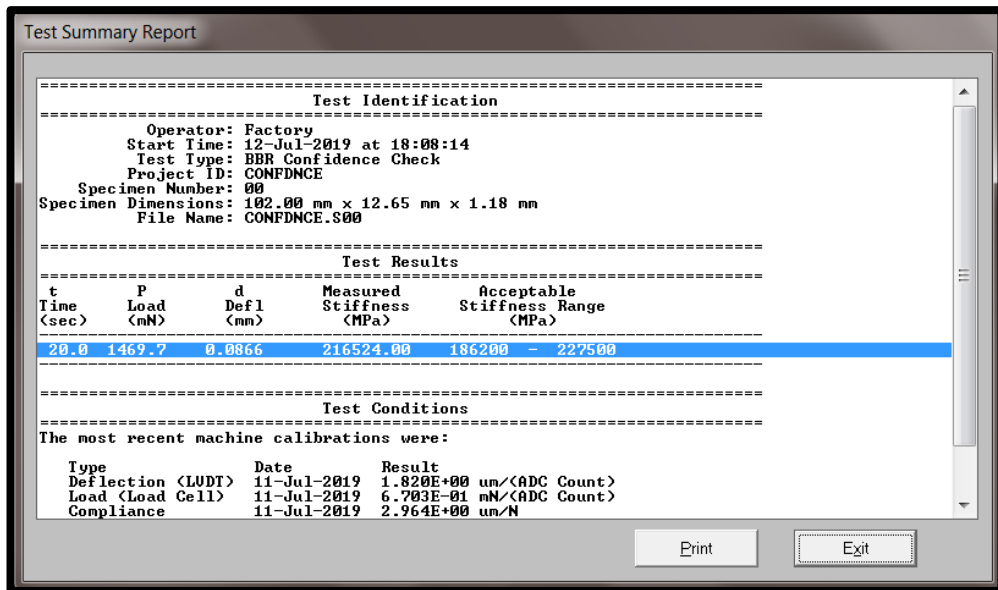 Test Summary Report
================================================================================
Test Identification
================================================================================
Operator: Factory
Start Time: 12-Jul-2019 at 18:08:14
Test Type: BBR Confidence Check
Project ID: CONFDNCE
Specimen Number: 00
Specimen Dimensions: 102.00 mm x 12.65 mm x 1.18 mm
File Name: CONFDNCE.S00
================================================================================
Test Results
================================================================================
t P d Measured Acceptable
Time Load Defl Stiffness Stiffness Range
(sec) (mN) (mm) (MPa) (MPa)
--------------------------------------------------------------------------------
20.0 1469.7 0.0866 216524.00 186200 - 227500
--------------------------------------------------------------------------------
================================================================================
Test Conditions
================================================================================
The most recent machine calibrations were:
Type Date Result
Deflection (LVDT) 11-Jul-2019 1.820E+00 um/(ADC Count)
Load (Load Cell) 11-Jul-2019 6.703E-01 mN/(ADC Count)
Compliance 11-Jul-2019 2.964E+00 um/N
Print Exit